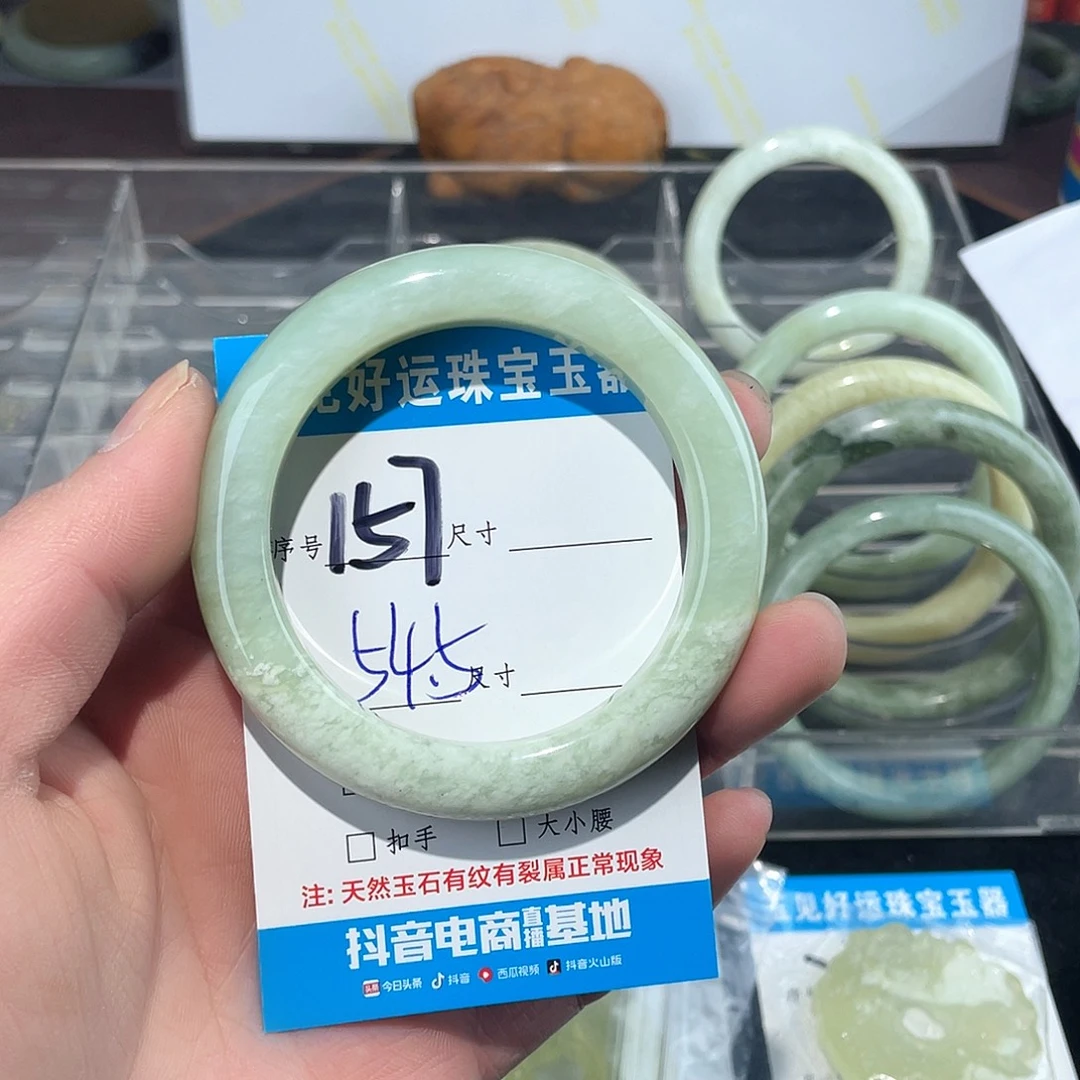 见好运珠宝玉器
序号 157 尺寸
54.5 尺寸
扣手 大小腰
注: 天然玉石有纹有裂属正常现象
抖音电商直播基地
头条 今日头条 抖音 西瓜视频 抖音火山版
见好运珠宝玉器